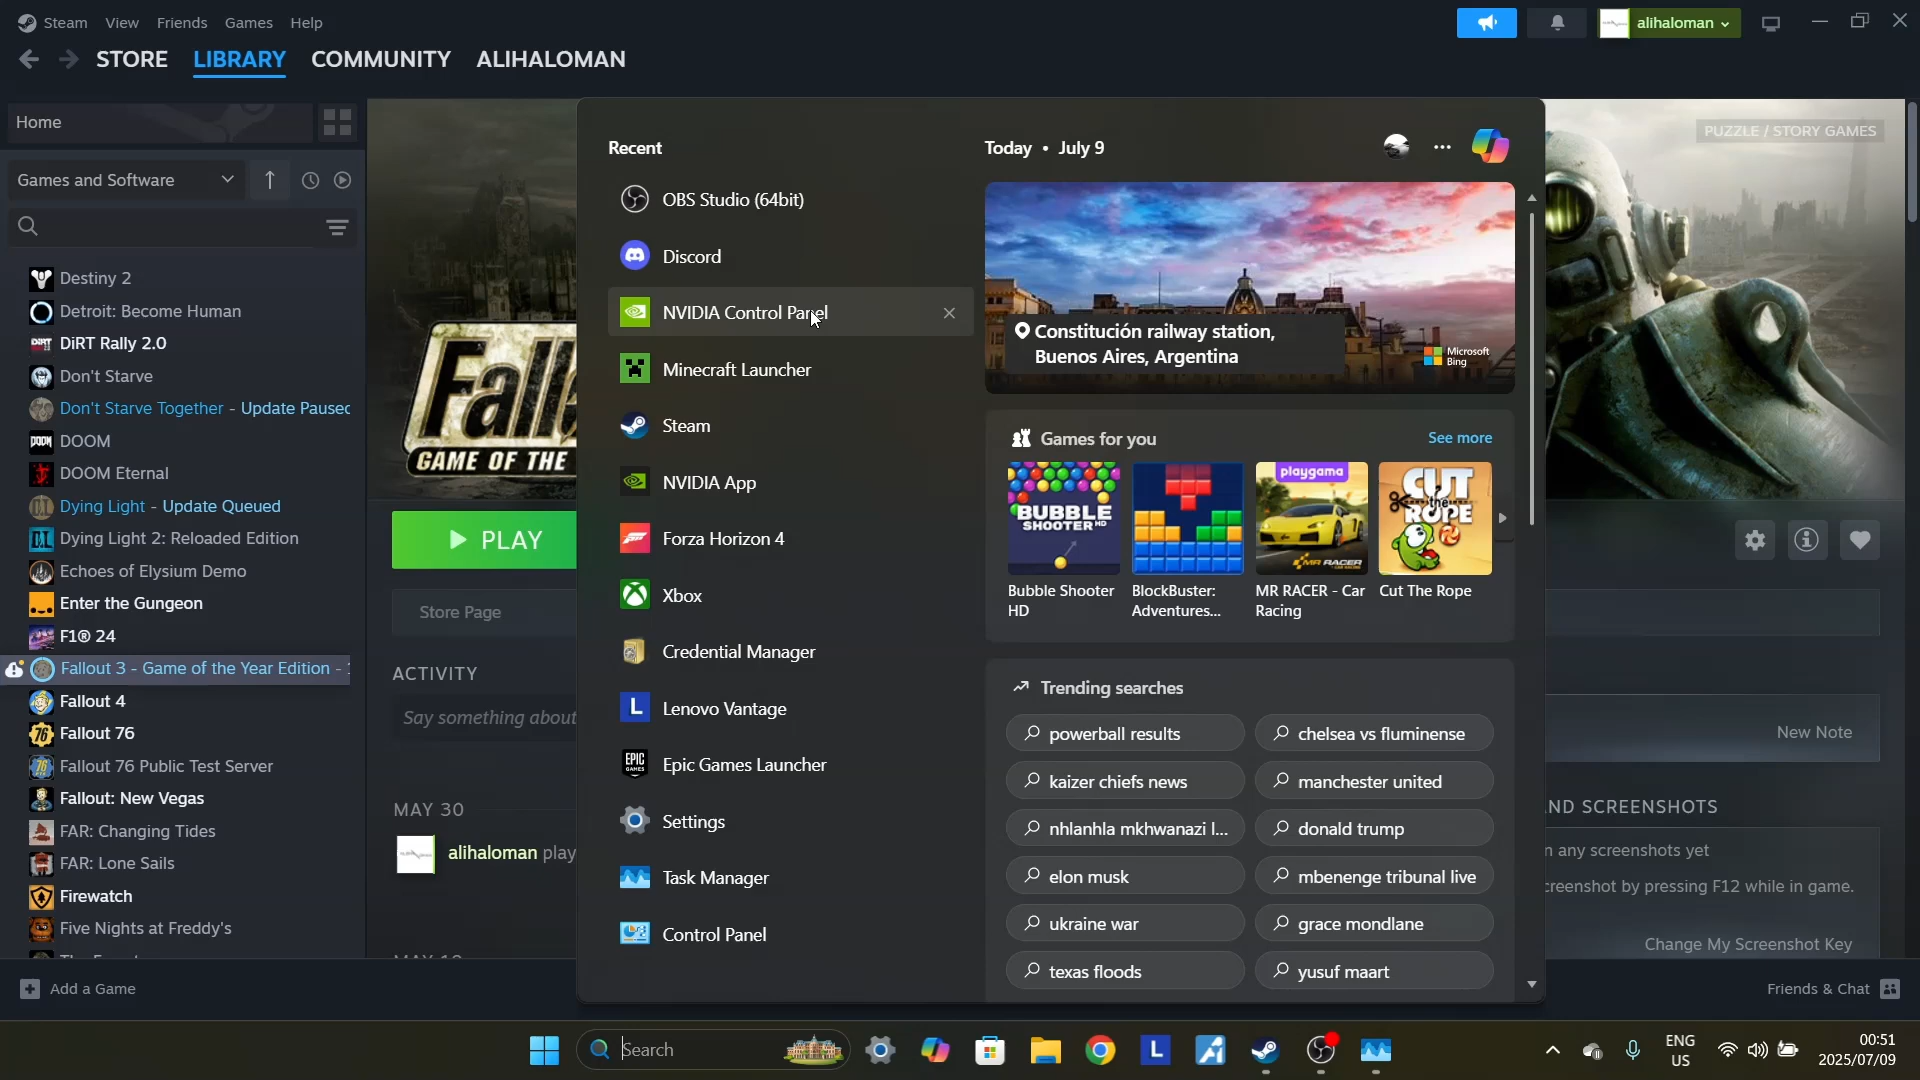 Steam View Friends Games Help
alihaloman
STORE LIBRARY COMMUNITY ALIHALOMAN
Home
Games and Software
Destiny 2
Detroit: Become Human
DiRT Rally 2.0
Don't Starve
Don't Starve Together - Update Paused
DOOM
DOOM Eternal
Dying Light - Update Queued
Dying Light 2: Reloaded Edition
Echoes of Elysium Demo
Enter the Gungeon
F1® 24
Fallout 3 - Game of the Year Edition -
Fallout 4
Fallout 76
Fallout 76 Public Test Server
Fallout: New Vegas
FAR: Changing Tides
FAR: Lone Sails
Firewatch
Five Nights at Freddy's
Add a Game
GAME OF THE
PLAY
Store Page
ACTIVITY
Say something about
MAY 30
alihaloman play
Recent
OBS Studio (64bit)
Discord
NVIDIA Control Panel
Minecraft Launcher
Steam
NVIDIA App
Forza Horizon 4
Xbox
Credential Manager
Lenovo Vantage
Epic Games Launcher
Settings
Task Manager
Control Panel
Today • July 9
Constitución railway station,
Buenos Aires, Argentina
Microsoft
Bing
Games for you
See more
BUBBLE
SHOOTER HD
playgama
MR RACER
CUT
the
ROPE
Bubble Shooter
HD
BlockBuster:
Adventures...
MR RACER - Car
Racing
Cut The Rope
Trending searches
powerball results
chelsea vs fluminense
kaizer chiefs news
manchester united
nhlanhla mkhwanazi l...
donald trump
elon musk
mbenenge tribunal live
ukraine war
grace mondlane
texas floods
yusuf maart
PUZZLE / STORY GAMES
New Note
ND SCREENSHOTS
n any screenshots yet
creenshot by pressing F12 while in game.
Change My Screenshot Key
Friends & Chat
Search
ENG
US
00:51
2025/07/09